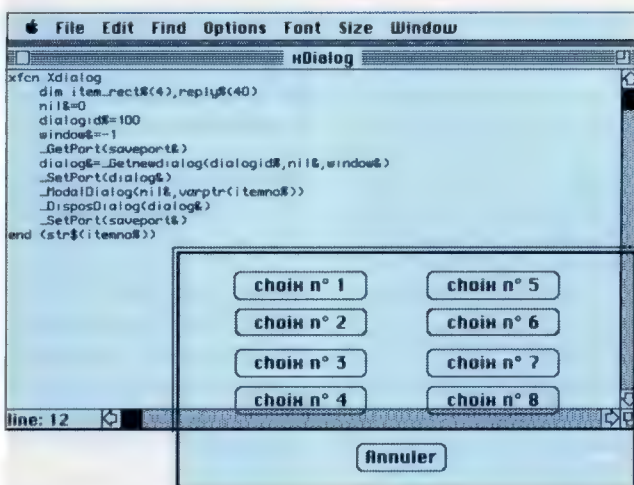 File Edit Find Options Font Size Window
xDialog
xfcn Xdialog
dim item_rect%(4),reply%(40)
nil&=0
dialogid%=100
window&=-1
_GetPort(saveport&)
dialog&=_Getnewdialog(dialogid%,nil&,window&)
_SetPort(dialog&)
_ModalDialog(nil&,varptr(itemno%))
_DisposDialog(dialog&)
_SetPort(saveport&)
end (str$(itemno%))
choix n° 1 choix n° 5
choix n° 2 choix n° 6
choix n° 3 choix n° 7
choix n° 4 choix n° 8
line: 12
Annuler